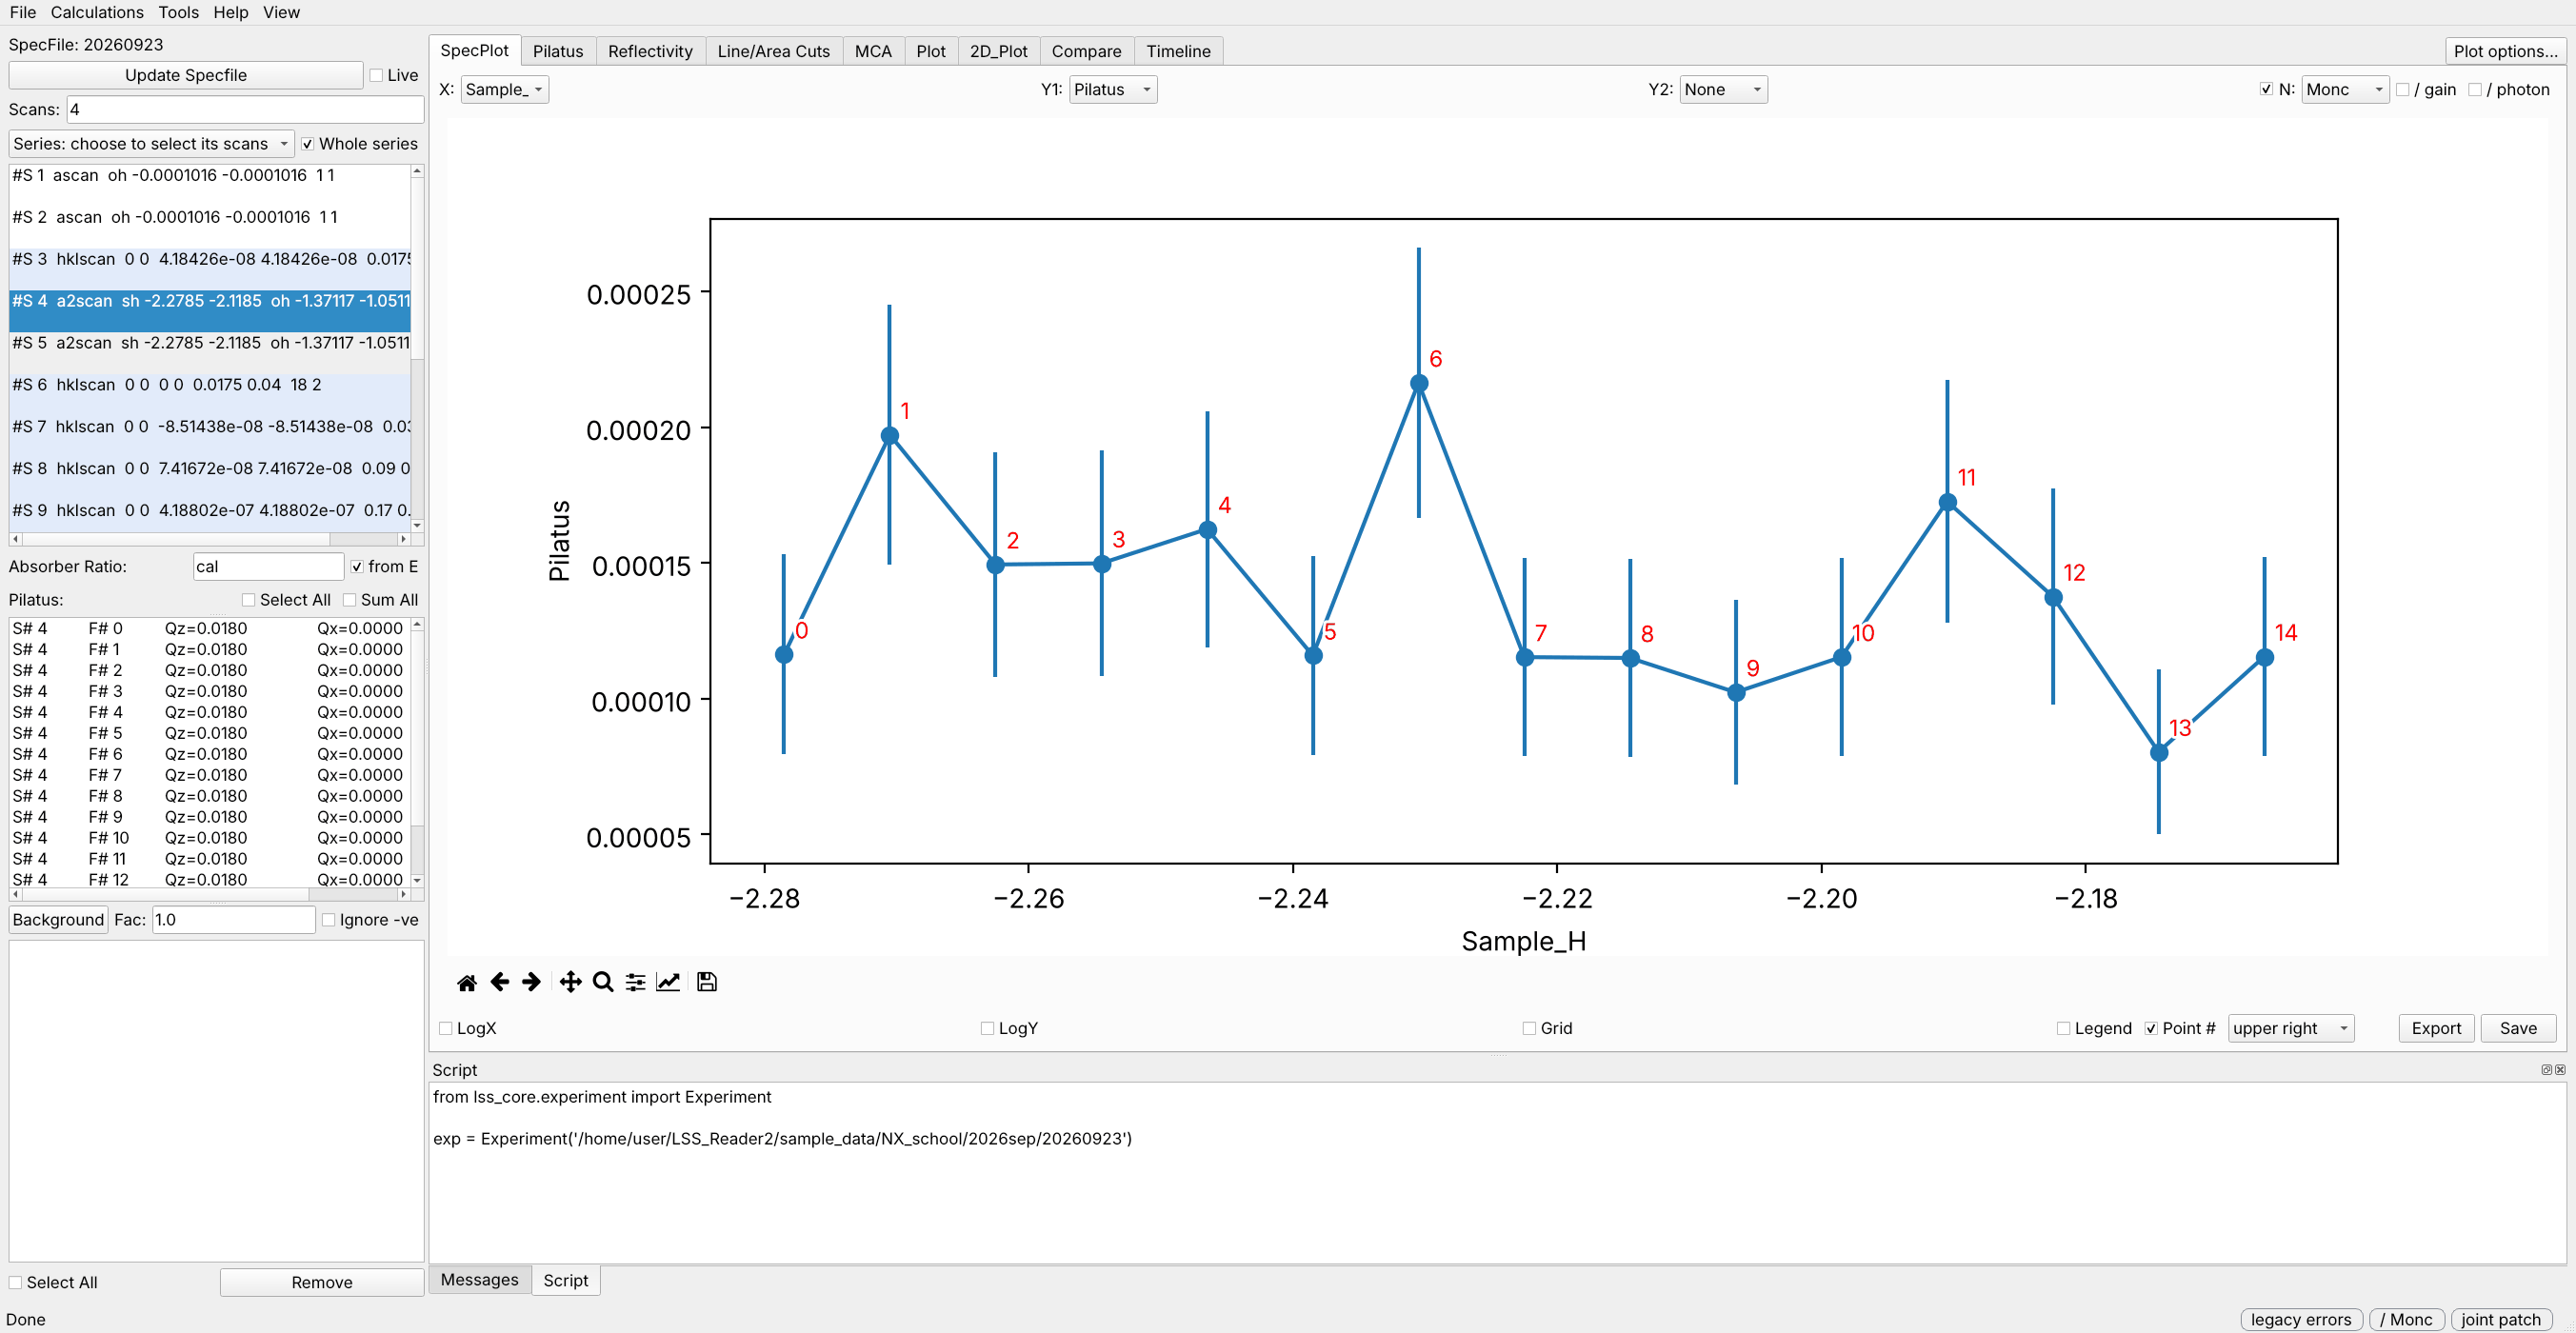 File Calculations Tools Help View
SpecFile: 20260923
Update Specfile Live
Scans: 4
Series: choose to select its scans Whole series
#S 1 ascan oh -0.0001016 -0.0001016 1 1
#S 2 ascan oh -0.0001016 -0.0001016 1 1
#S 3 hklscan 0 0 4.18426e-08 4.18426e-08 0.0175
#S 4 a2scan sh -2.2785 -2.1185 oh -1.37117 -1.0511
#S 5 a2scan sh -2.2785 -2.1185 oh -1.37117 -1.0511
#S 6 hklscan 0 0 0 0 0.0175 0.04 18 2
#S 7 hklscan 0 0 -8.51438e-08 -8.51438e-08 0.03
#S 8 hklscan 0 0 7.41672e-08 7.41672e-08 0.09 0
#S 9 hklscan 0 0 4.18802e-07 4.18802e-07 0.17 0.
Absorber Ratio: cal from E
Pilatus: Select All Sum All
S# 4 F# 0 Qz=0.0180 Qx=0.0000
S# 4 F# 1 Qz=0.0180 Qx=0.0000
S# 4 F# 2 Qz=0.0180 Qx=0.0000
S# 4 F# 3 Qz=0.0180 Qx=0.0000
S# 4 F# 4 Qz=0.0180 Qx=0.0000
S# 4 F# 5 Qz=0.0180 Qx=0.0000
S# 4 F# 6 Qz=0.0180 Qx=0.0000
S# 4 F# 7 Qz=0.0180 Qx=0.0000
S# 4 F# 8 Qz=0.0180 Qx=0.0000
S# 4 F# 9 Qz=0.0180 Qx=0.0000
S# 4 F# 10 Qz=0.0180 Qx=0.0000
S# 4 F# 11 Qz=0.0180 Qx=0.0000
S# 4 F# 12 Qz=0.0180 Qx=0.0000
Background Fac: 1.0 Ignore -ve
Select All Remove
SpecPlot Pilatus Reflectivity Line/Area Cuts MCA Plot 2D_Plot Compare Timeline Plot options...
X: Sample_ Y1: Pilatus Y2: None N: Monc / gain / photon
0.00025
0.00020
0.00015
0.00010
0.00005
Pilatus
0 1 2 3 4 5 6 7 8 9 10 11 12 13 14
−2.28 −2.26 −2.24 −2.22 −2.20 −2.18
Sample_H
LogX LogY Grid Legend Point # upper right Export Save
Script
from lss_core.experiment import Experiment
exp = Experiment('/home/user/LSS_Reader2/sample_data/NX_school/2026sep/20260923')
Messages Script
Done legacy errors / Monc joint patch